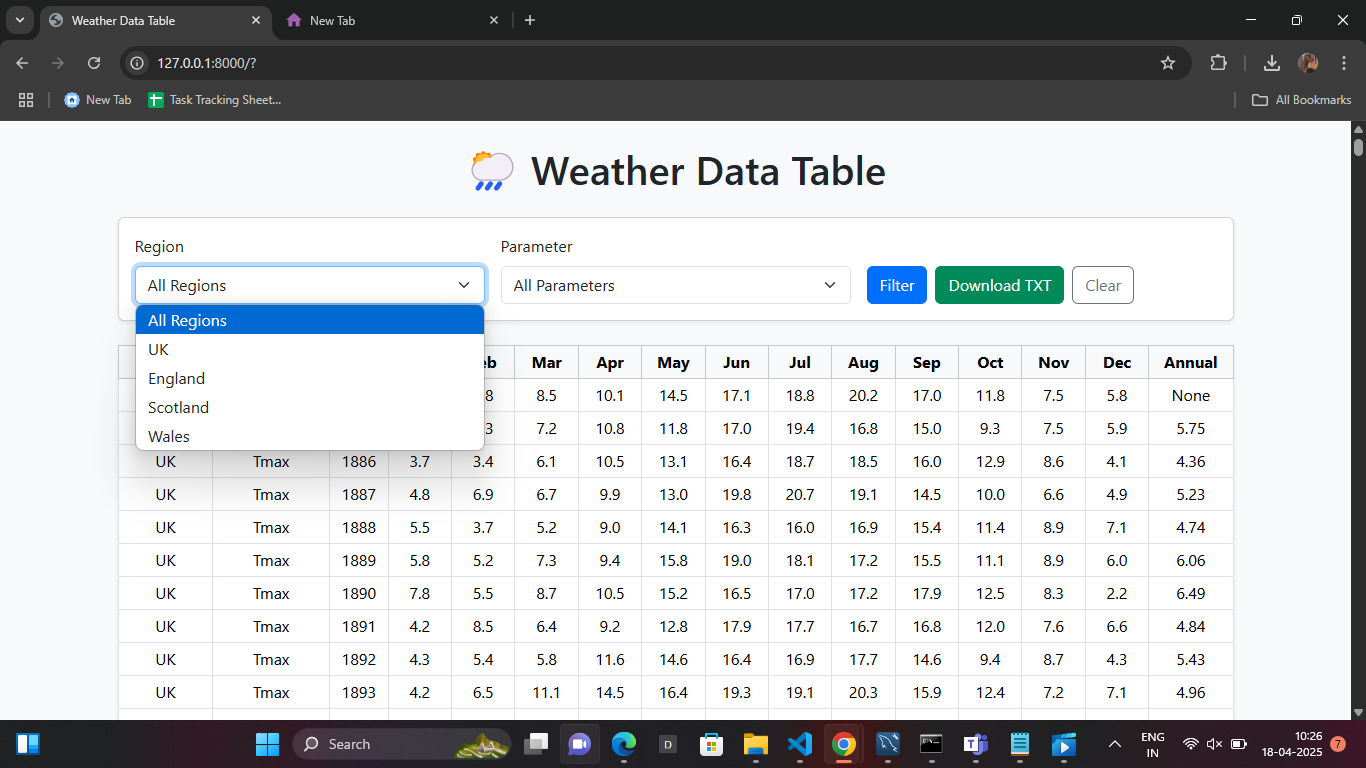 Weather Data Table
New Tab
127.0.0.1:8000/?
New Tab
Task Tracking Sheet...
All Bookmarks
Weather Data Table
Region Parameter
All Regions All Parameters Filter Download TXT Clear
All Regions
UK
England
Scotland
Wales
eb Mar Apr May Jun Jul Aug Sep Oct Nov Dec Annual
8 8.5 10.1 14.5 17.1 18.8 20.2 17.0 11.8 7.5 5.8 None
3 7.2 10.8 11.8 17.0 19.4 16.8 15.0 9.3 7.5 5.9 5.75
UK Tmax 1886 3.7 3.4 6.1 10.5 13.1 16.4 18.7 18.5 16.0 12.9 8.6 4.1 4.36
UK Tmax 1887 4.8 6.9 6.7 9.9 13.0 19.8 20.7 19.1 14.5 10.0 6.6 4.9 5.23
UK Tmax 1888 5.5 3.7 5.2 9.0 14.1 16.3 16.0 16.9 15.4 11.4 8.9 7.1 4.74
UK Tmax 1889 5.8 5.2 7.3 9.4 15.8 19.0 18.1 17.2 15.5 11.1 8.9 6.0 6.06
UK Tmax 1890 7.8 5.5 8.7 10.5 15.2 16.5 17.0 17.2 17.9 12.5 8.3 2.2 6.49
UK Tmax 1891 4.2 8.5 6.4 9.2 12.8 17.9 17.7 16.7 16.8 12.0 7.6 6.6 4.84
UK Tmax 1892 4.3 5.4 5.8 11.6 14.6 16.4 16.9 17.7 14.6 9.4 8.7 4.3 5.43
UK Tmax 1893 4.2 6.5 11.1 14.5 16.4 19.3 19.1 20.3 15.9 12.4 7.2 7.1 4.96
Search
D
ENG
IN
10:26
18-04-2025
7